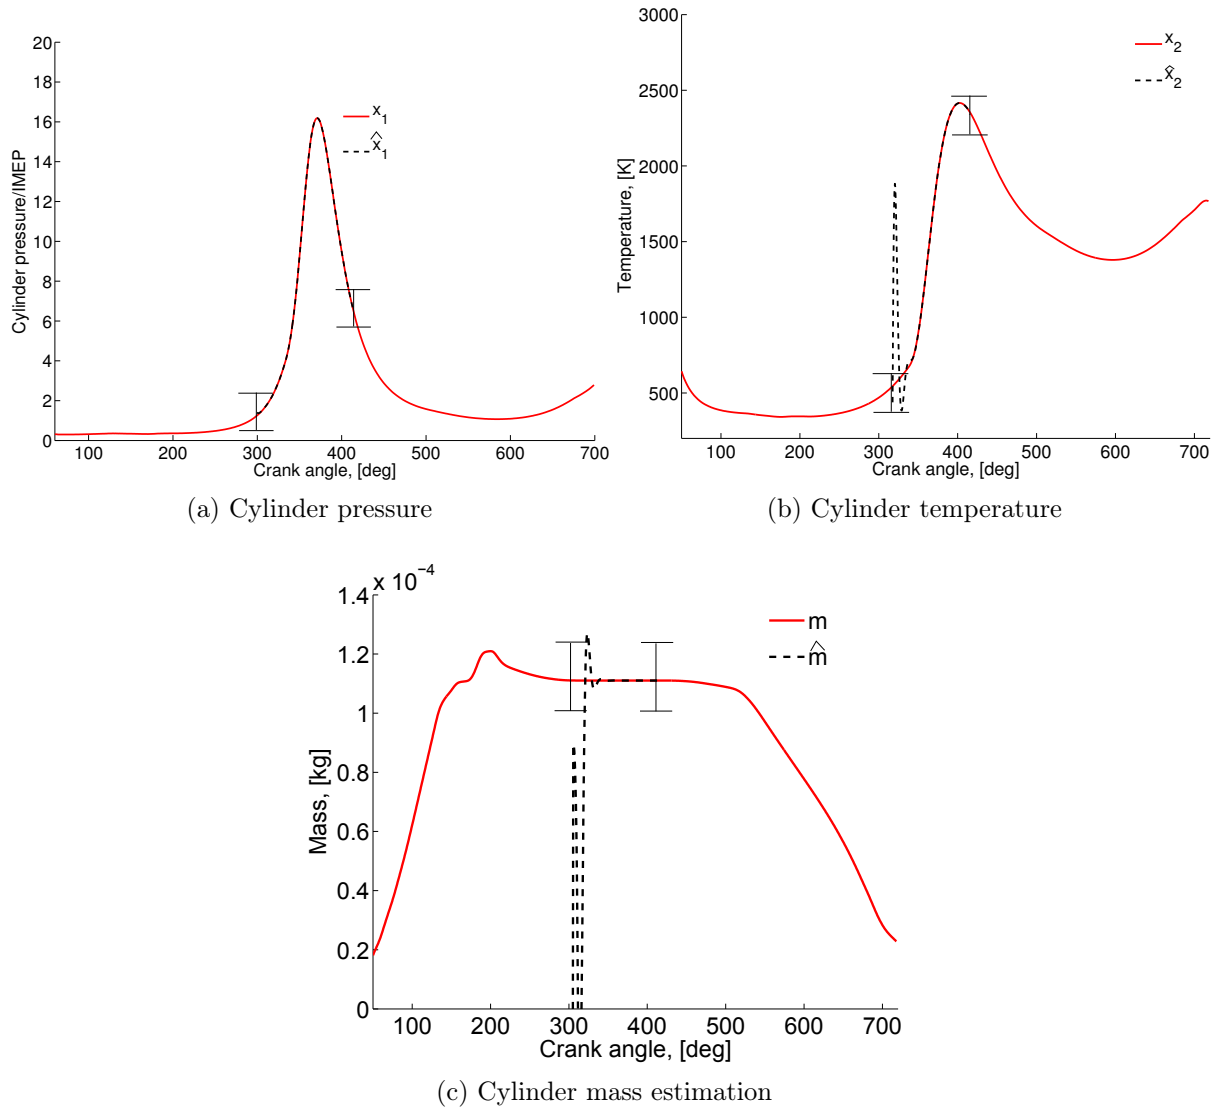 20
18
16
14
12
10
8
6
4
2
0
Cylinder pressure/IMEP
x_1
x̂_1
100 200 300 400 500 600 700
Crank angle, [deg]
(a) Cylinder pressure
3000
2500
2000
1500
1000
500
Temperature, [K]
x_2
x̂_2
100 200 300 400 500 600 700
Crank angle, [deg]
(b) Cylinder temperature
x 10^−4
1.4
1.2
1
0.8
0.6
0.4
0.2
0
Mass, [kg]
m
m̂
100 200 300 400 500 600 700
Crank angle, [deg]
(c) Cylinder mass estimation